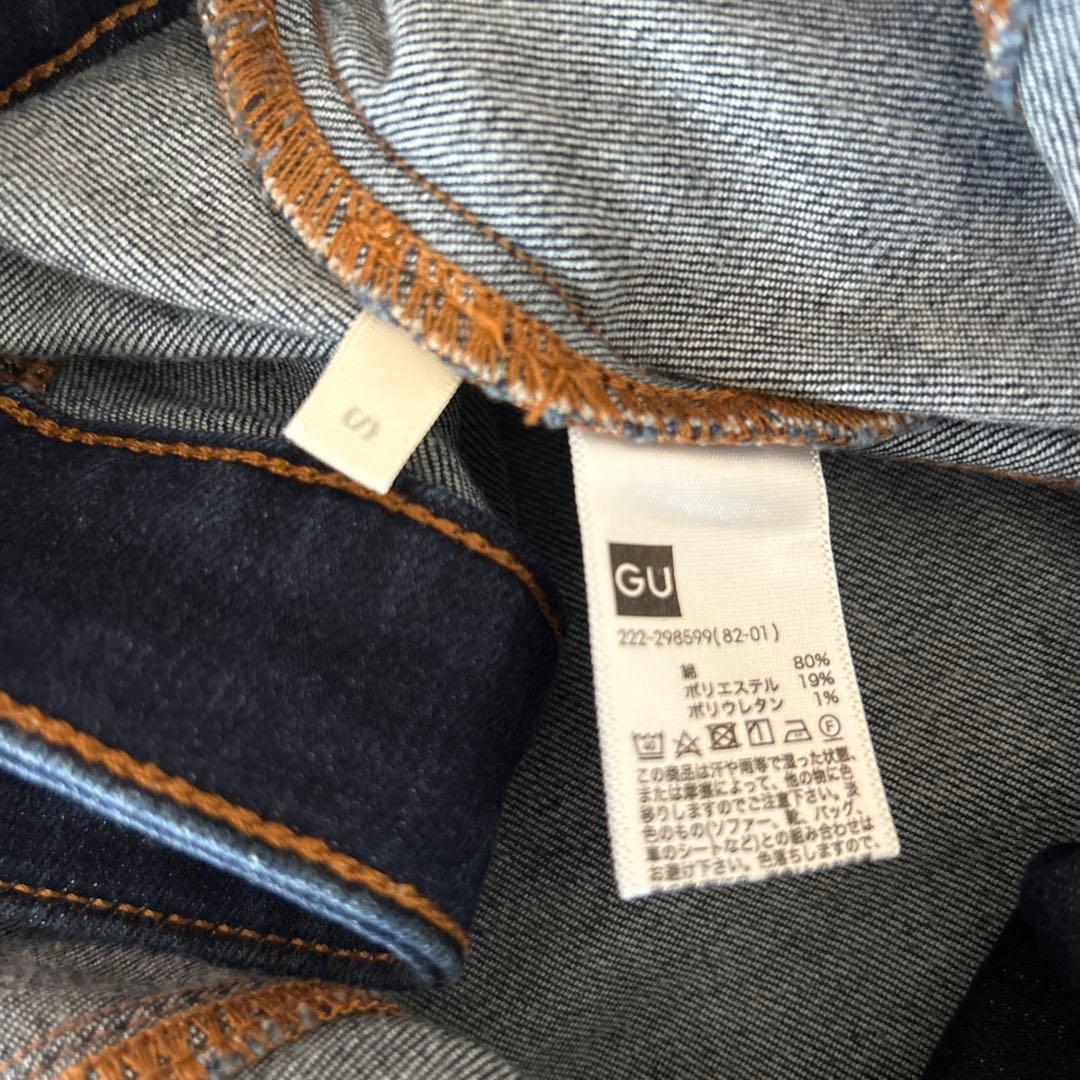 S
GU
222-298599(82-01)
綿 80%
ポリエステル 19%
ポリウレタン 1%
40
F
この商品は汗や雨等で湿った状態、
または摩擦によって、他の物に色
移りしますのでご注意下さい。淡
色のもの(ソファー、靴、バッグ、
車のシートなど)との組み合わせは
お避け下さい。色落ちしますので、